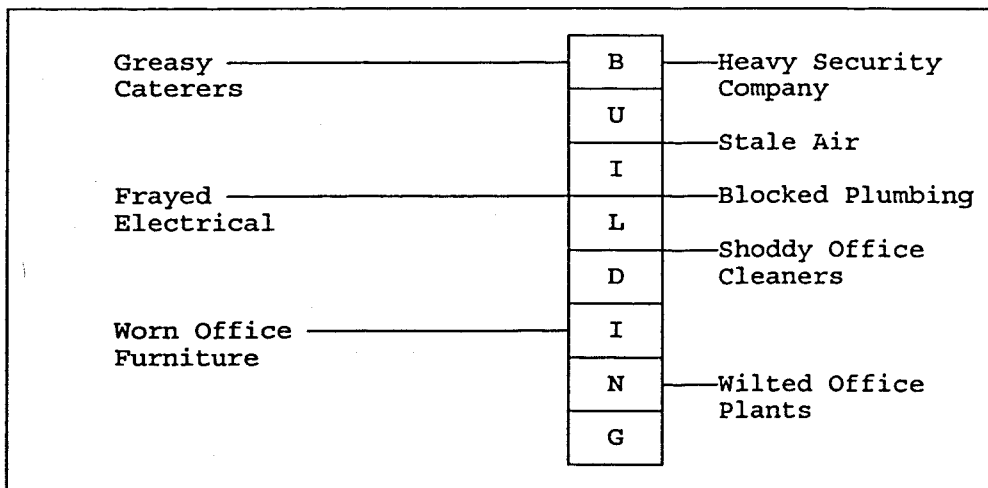 Greasy
Caterers
B
Heavy Security
Company
U
Stale Air
I
Frayed
Electrical
Blocked Plumbing
L
Shoddy Office
Cleaners
D
Worn Office
Furniture
I
N
Wilted Office
Plants
G